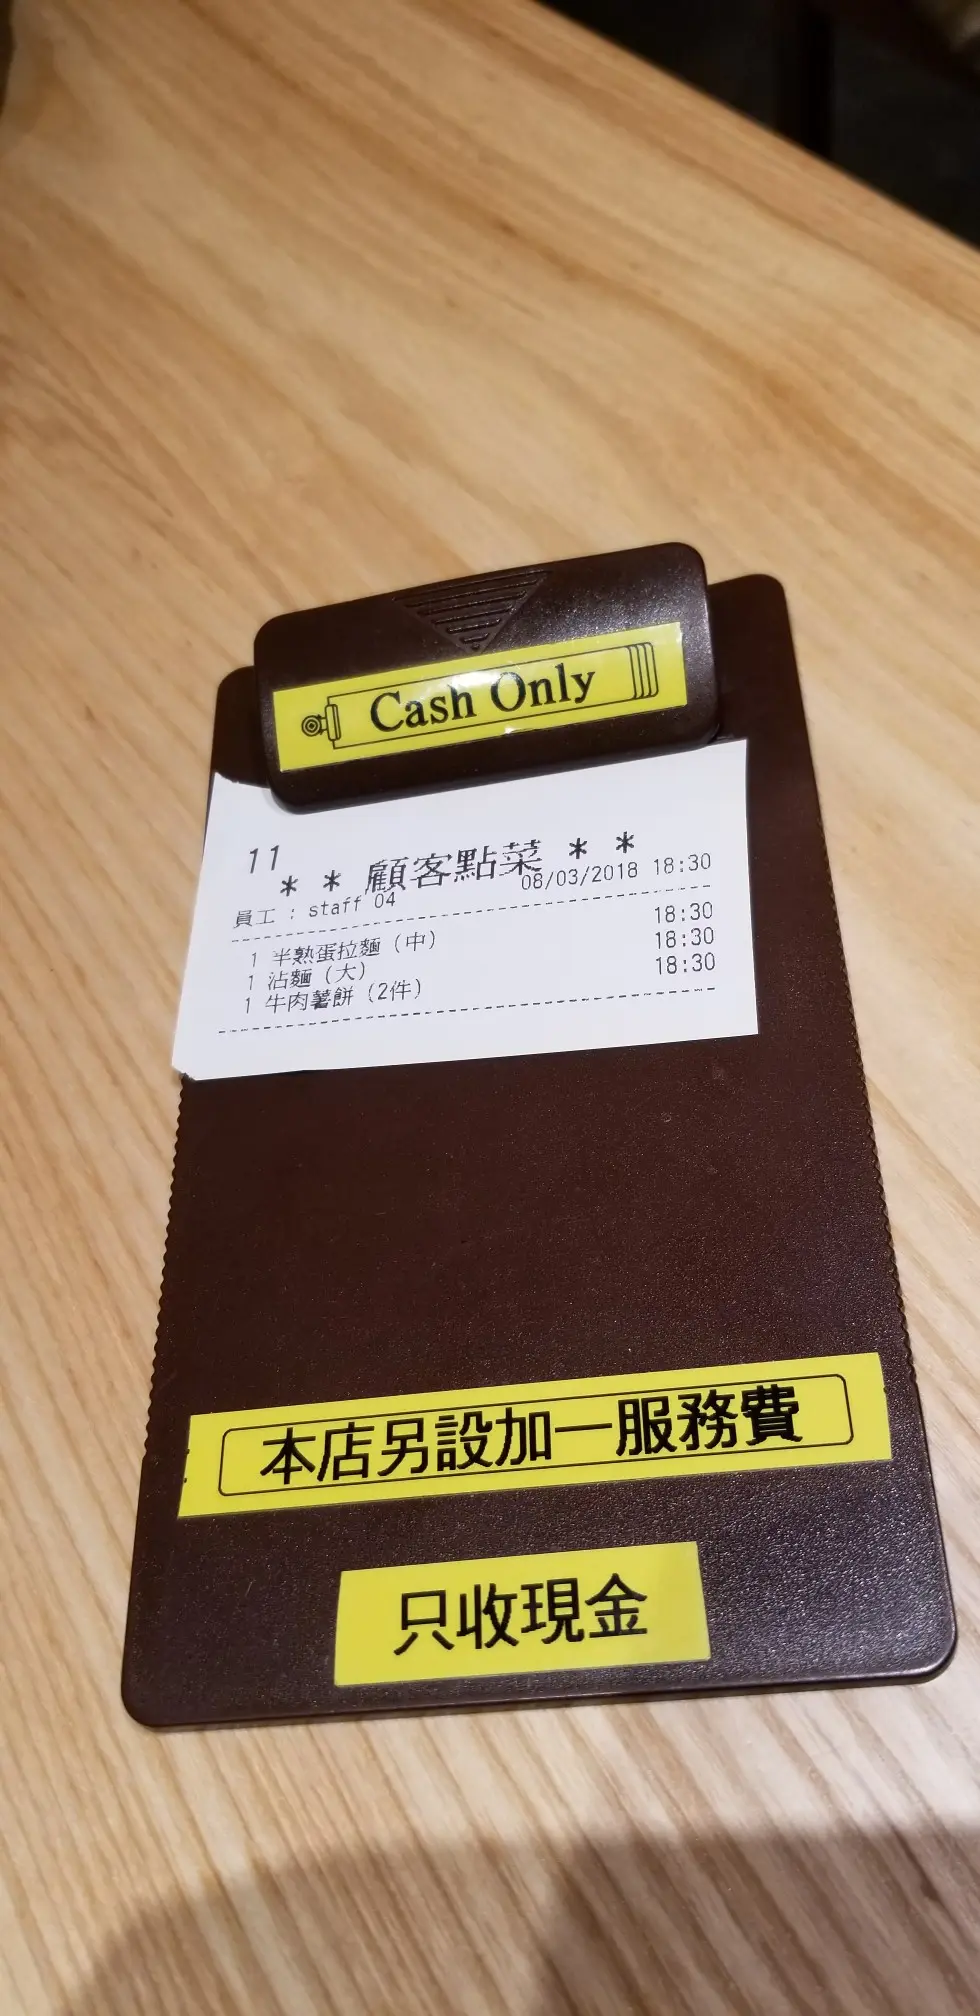 Cash Only
11
＊ ＊ 顧客點菜 ＊ ＊
員工 : staff 04 08/03/2018 18:30
1 半熟蛋拉麵 (中) 18:30
1 沾麵 (大) 18:30
1 牛肉薯餅 (2件) 18:30
本店另設加一服務費
只收現金